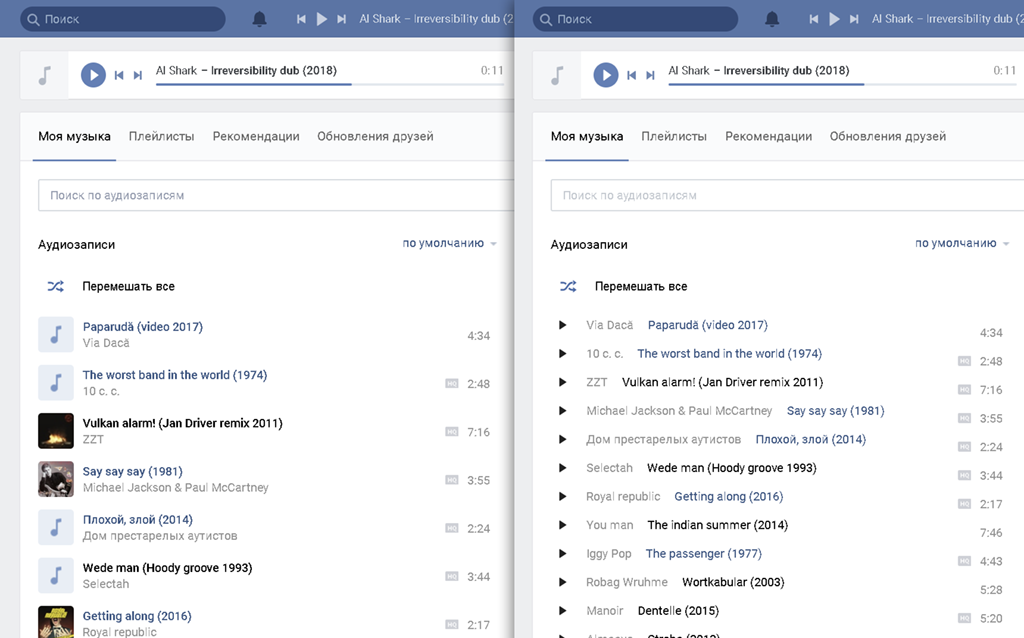 Поиск
AI Shark – Irreversibility dub (2
AI Shark – Irreversibility dub (2018)
0:11
Моя музыка Плейлисты Рекомендации Обновления друзей
Поиск по аудиозаписям
Аудиозаписи по умолчанию
Перемешать все
Paparudă (video 2017)
Via Dacă
4:34
The worst band in the world (1974)
10 c. c.
HQ 2:48
Vulkan alarm! (Jan Driver remix 2011)
ZZT
HQ 7:16
Say say say (1981)
Michael Jackson & Paul McCartney
HQ 3:55
Плохой, злой (2014)
Дом престарелых аутистов
HQ 2:24
Wede man (Hoody groove 1993)
Selectah
HQ 3:44
Getting along (2016)
Royal republic
HQ 2:17
Поиск
AI Shark – Irreversibility dub (2
AI Shark – Irreversibility dub (2018)
0:11
Моя музыка Плейлисты Рекомендации Обновления друзей
Поиск по аудиозаписям
Аудиозаписи по умолчанию
Перемешать все
Via Dacă Paparudă (video 2017) 4:34
10 c. c. The worst band in the world (1974) HQ 2:48
ZZT Vulkan alarm! (Jan Driver remix 2011) HQ 7:16
Michael Jackson & Paul McCartney Say say say (1981) HQ 3:55
Дом престарелых аутистов Плохой, злой (2014) HQ 2:24
Selectah Wede man (Hoody groove 1993) HQ 3:44
Royal republic Getting along (2016) HQ 2:17
You man The indian summer (2014) 7:46
Iggy Pop The passenger (1977) HQ 4:43
Robag Wruhme Wortkabular (2003) 5:28
Manoir Dentelle (2015) HQ 5:20